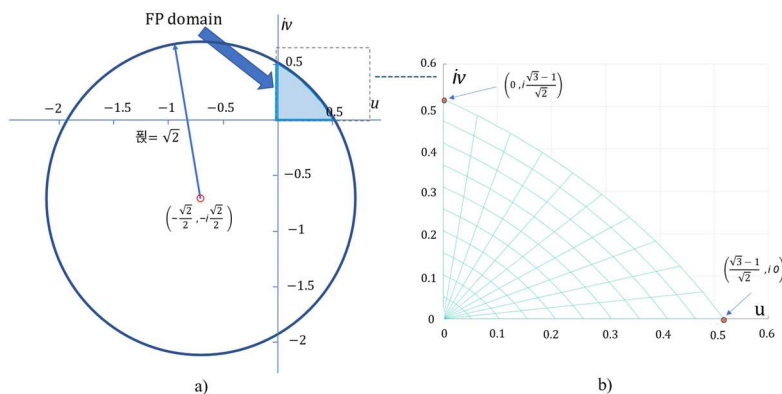 FP domain
iv
0.5
u
−2
−1.5
−1
−0.5
0.5
푅= √2
−0.5
(−√2/2 , −i√2/2)
−1
−1.5
−2
a)
0.6
iv
(0 , i (√3 − 1)/√2)
0.5
0.4
0.3
0.2
0.1
0
((√3 − 1)/√2 , i 0)
u
0
0.1
0.2
0.3
0.4
0.5
0.6
b)